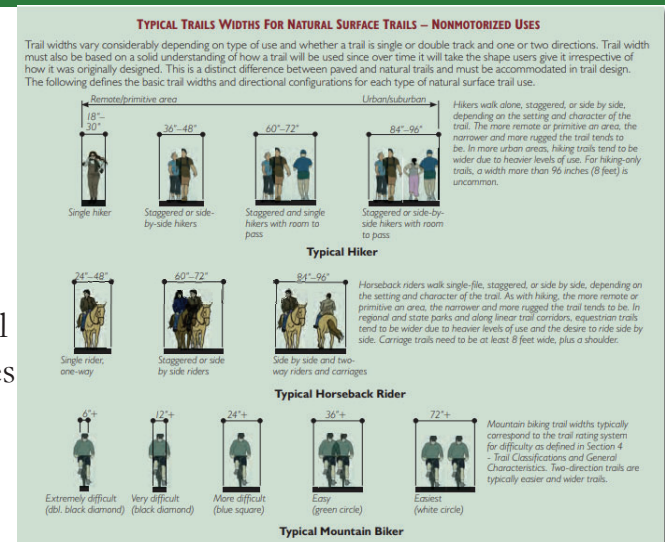 TYPICAL TRAILS WIDTHS FOR NATURAL SURFACE TRAILS – NONMOTORIZED USES
Trail widths vary considerably depending on type of use and whether a trail is single or double track and one or two directions. Trail width
must also be based on a solid understanding of how a trail will be used since over time it will take the shape users give it irrespective of
how it was originally designed. This is a distinct difference between paved and natural trails and must be accommodated in trail design.
The following defines the basic trail widths and directional configurations for each type of natural surface trail use.
Remote/primitive area
Urban/suburban
18"–
30"
36"–48"
60"–72"
84"–96"
Single hiker
Staggered or side-
by-side hikers
Staggered and single
hikers with room to
pass
Staggered or side-by-
side hikers with room
to pass
Hikers walk alone, staggered, or side by side,
depending on the setting and character of the
trail. The more remote or primitive an area, the
narrower and more rugged the trail tends to
be. In more urban areas, hiking trails tend to be
wider due to heavier levels of use. For hiking-only
trails, a width more than 96 inches (8 feet) is
uncommon.
Typical Hiker
24"–48"
60"–72"
84"–96"
Single rider,
one-way
Staggered or side
by side riders
Side by side and two-
way riders and carriages
Horseback riders walk single-file, staggered, or side by side, depending on
the setting and character of the trail. As with hiking, the more remote or
primitive an area, the narrower and more rugged the trail tends to be. In
regional and state parks and along linear trail corridors, equestrian trails
tend to be wider due to heavier levels of use and the desire to ride side by
side. Carriage trails need to be at least 8 feet wide, plus a shoulder.
Typical Horseback Rider
6"+
12"+
24"+
36"+
72"+
Extremely difficult
(dbl. black diamond)
Very difficult
(black diamond)
More difficult
(blue square)
Easy
(green circle)
Easiest
(white circle)
Mountain biking trail widths typically
correspond to the trail rating system
for difficulty as defined in Section 4
- Trail Classifications and General
Characteristics. Two-direction trails are
typically easier and wider trails.
Typical Mountain Biker